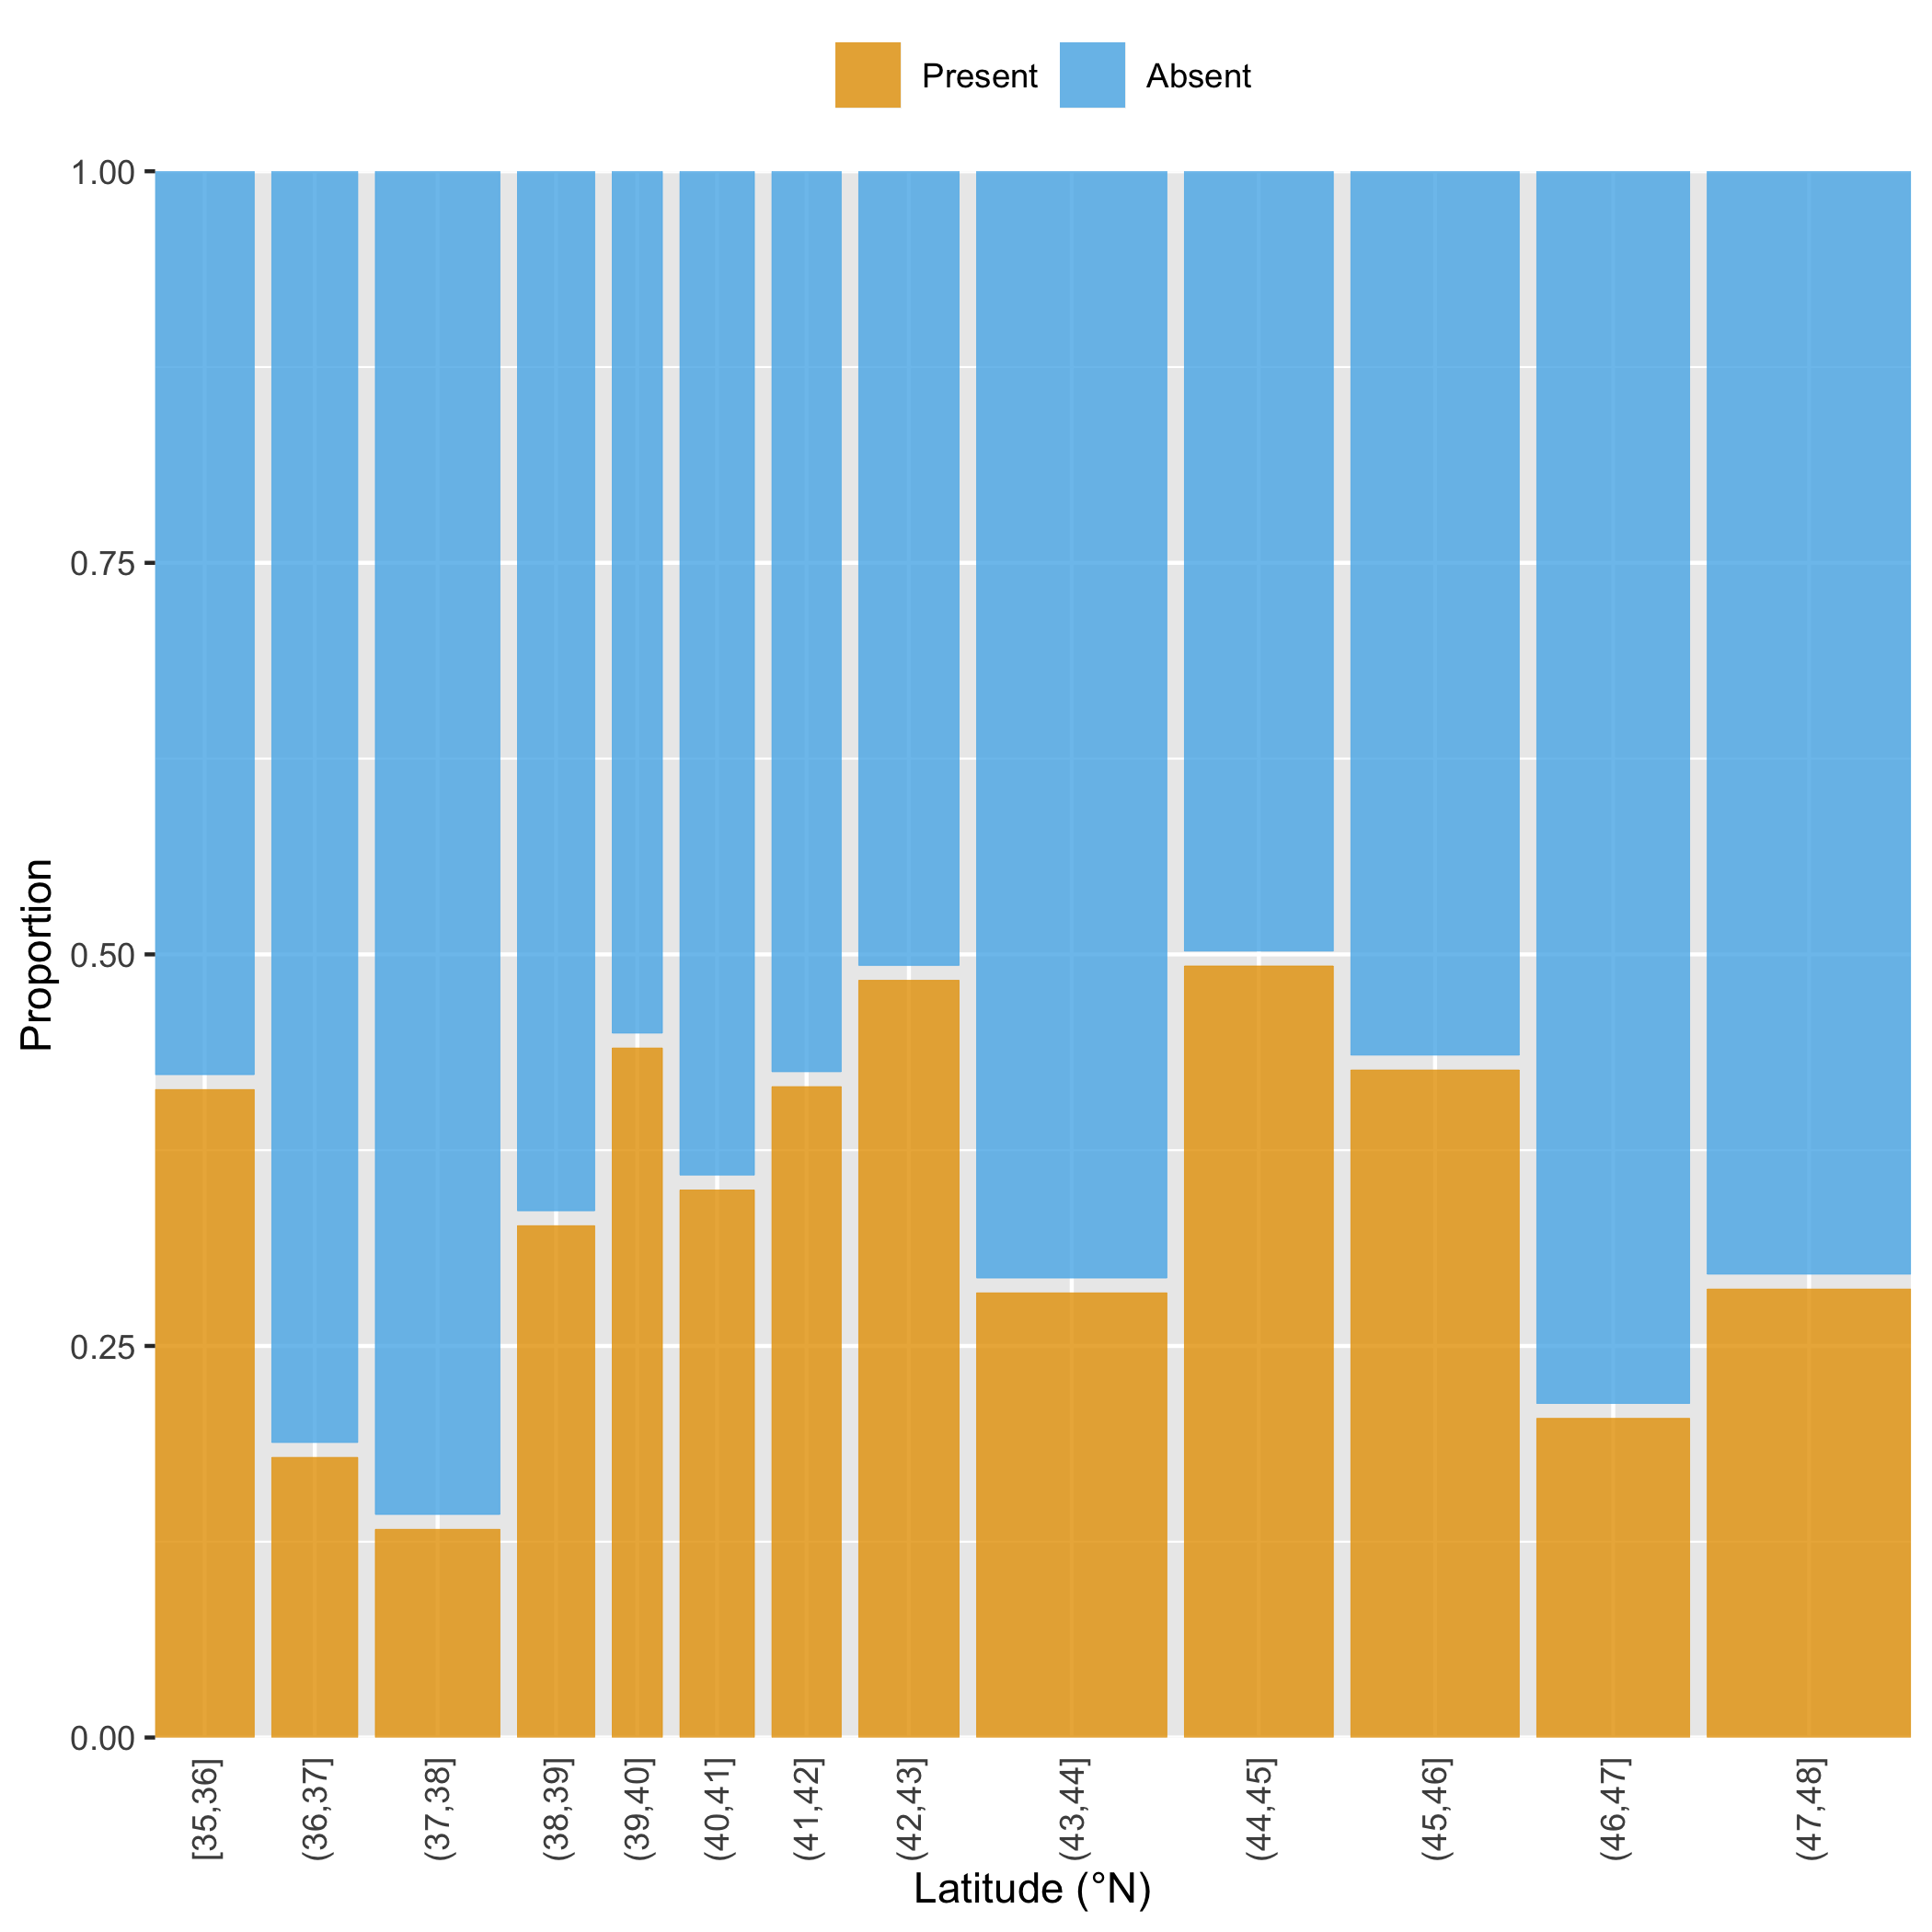 Present Absent
1.00
0.75
0.50
0.25
0.00
Proportion
[35,36] (36,37] (37,38] (38,39] (39,40] (40,41] (41,42] (42,43] (43,44] (44,45] (45,46] (46,47] (47,48]
Latitude (°N)